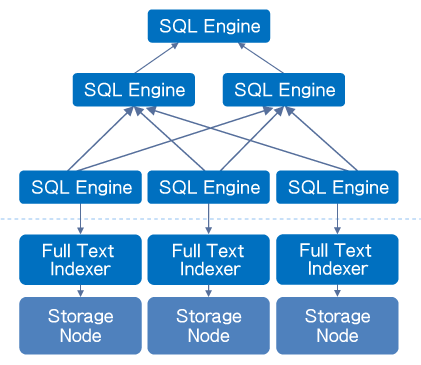 SQL Engine
SQL Engine
SQL Engine
SQL Engine
SQL Engine
SQL Engine
Full Text
Indexer
Full Text
Indexer
Full Text
Indexer
Storage
Node
Storage
Node
Storage
Node